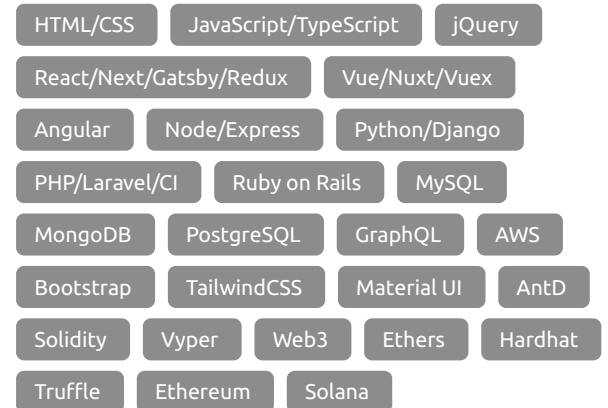 HTML/CSS JavaScript/TypeScript jQuery
React/Next/Gatsby/Redux Vue/Nuxt/Vuex
Angular Node/Express Python/Django
PHP/Laravel/CI Ruby on Rails MySQL
MongoDB PostgreSQL GraphQL AWS
Bootstrap TailwindCSS Material UI AntD
Solidity Vyper Web3 Ethers Hardhat
Truffle Ethereum Solana